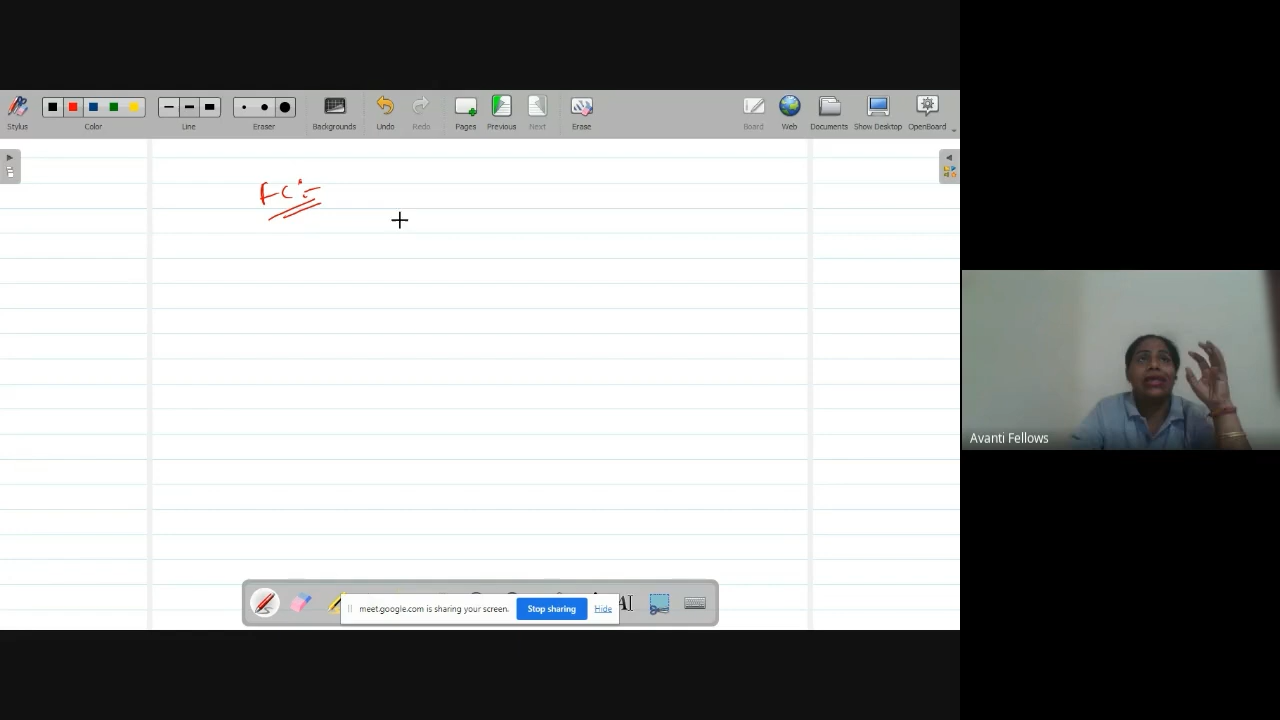 Stylus Color Line Eraser Backgrounds Undo Redo Pages Previous Next Erase Board Web Documents Show Desktop OpenBoard
Avanti Fellows
meet.google.com is sharing your screen. Stop sharing Hide
AI